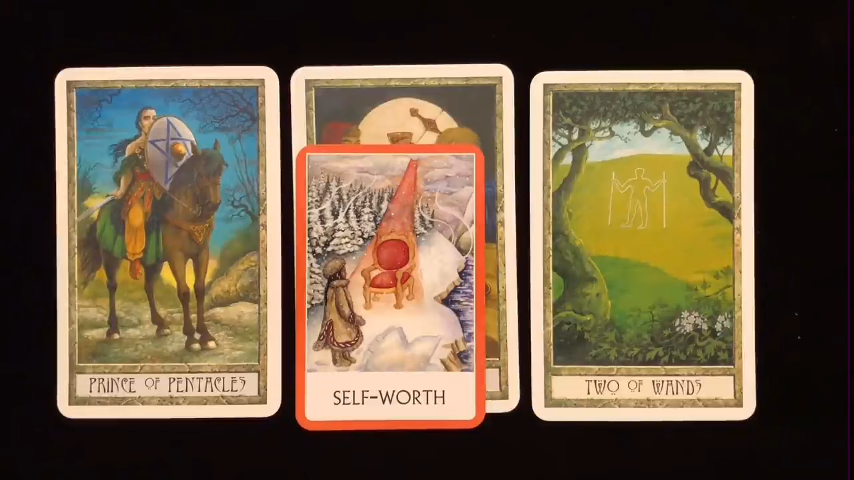 PRINCE OF PENTACLES
SELF-WORTH
TWO OF WANDS